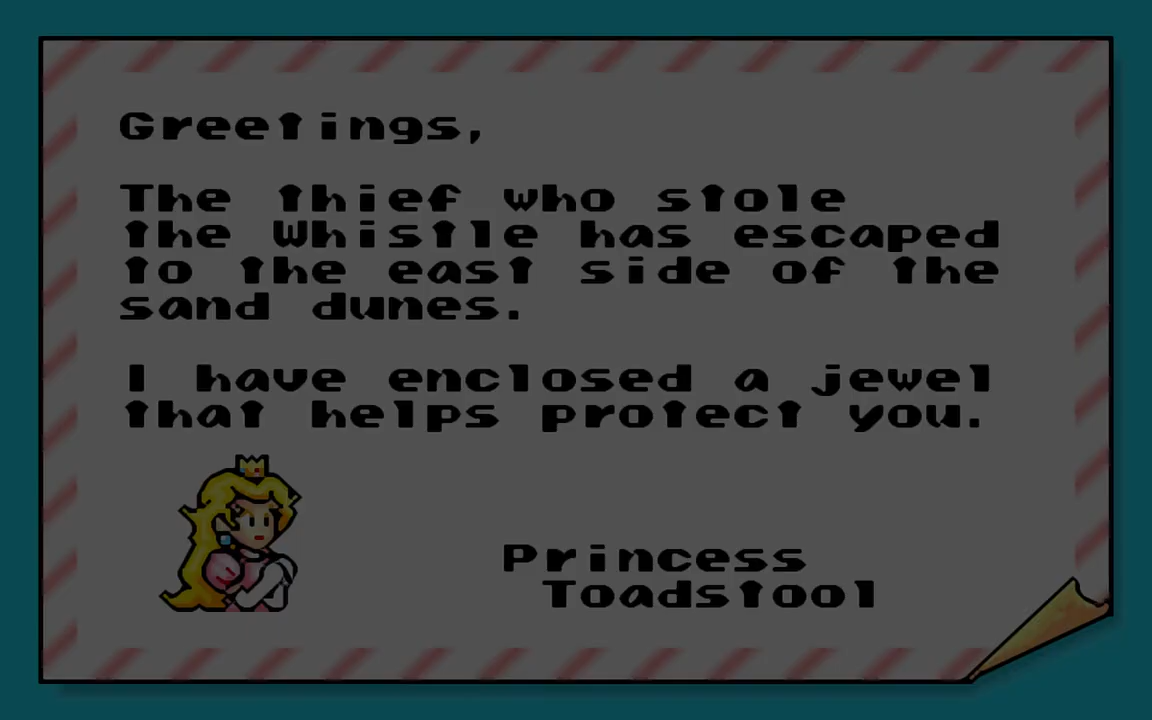 Greetings,
The thief who stole
the Whistle has escaped
to the east side of the
sand dunes.
I have enclosed a jewel
that helps protect you.
Princess
Toadstool